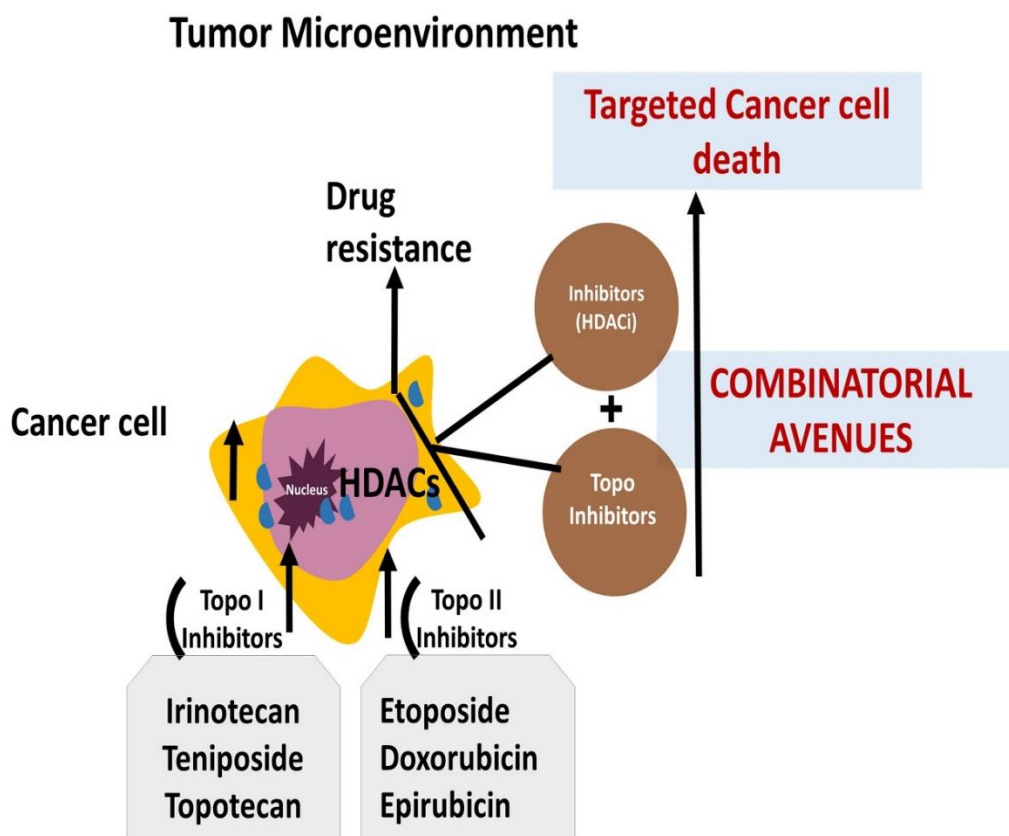 Tumor Microenvironment
Targeted Cancer cell
death
Drug
resistance
Inhibitors
(HDACi)
+
COMBINATORIAL
AVENUES
Cancer cell
Nucleus
HDACs
Topo
Inhibitors
Topo I
Inhibitors
Topo II
Inhibitors
Irinotecan
Teniposide
Topotecan
Etoposide
Doxorubicin
Epirubicin